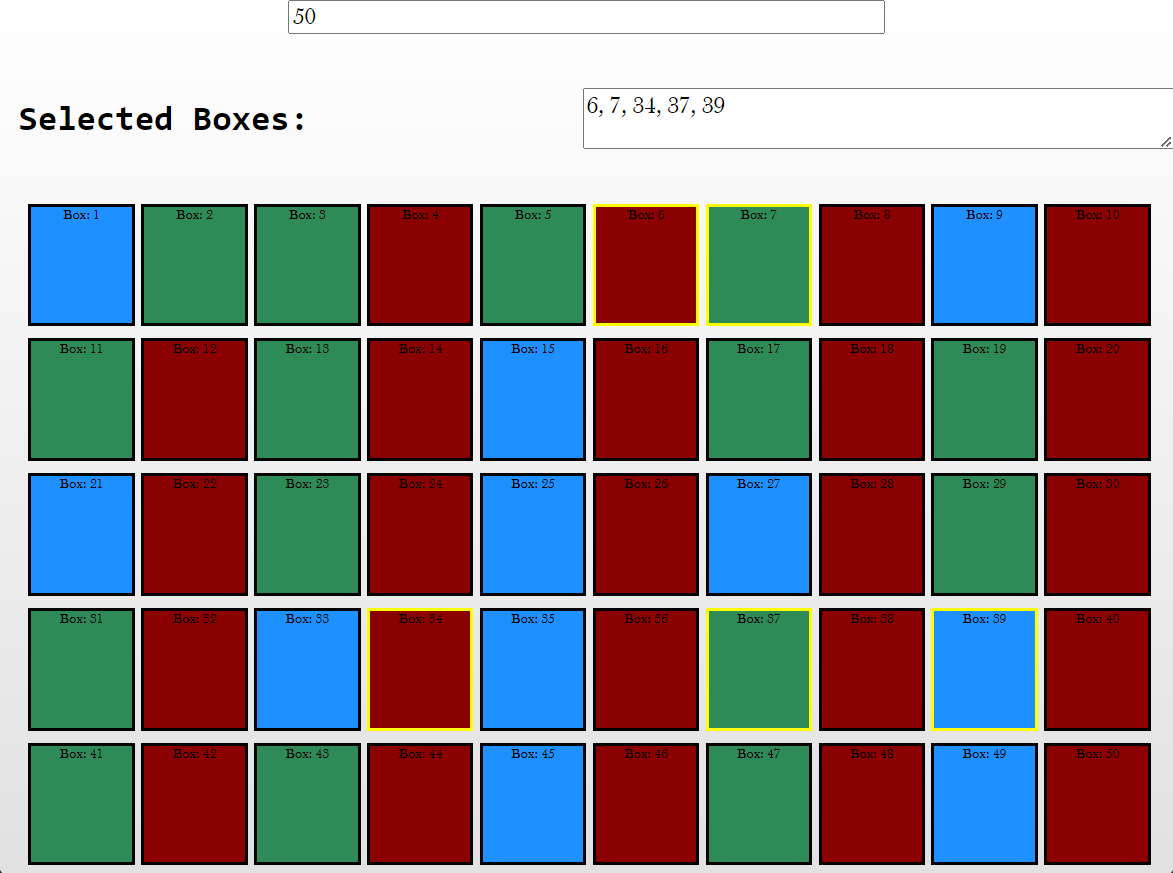 50
Selected Boxes:
6, 7, 34, 37, 39
Box: 1 Box: 2 Box: 3 Box: 4 Box: 5 Box: 6 Box: 7 Box: 8 Box: 9 Box: 10
Box: 11 Box: 12 Box: 13 Box: 14 Box: 15 Box: 16 Box: 17 Box: 18 Box: 19 Box: 20
Box: 21 Box: 22 Box: 23 Box: 24 Box: 25 Box: 26 Box: 27 Box: 28 Box: 29 Box: 30
Box: 31 Box: 32 Box: 33 Box: 34 Box: 35 Box: 36 Box: 37 Box: 38 Box: 39 Box: 40
Box: 41 Box: 42 Box: 43 Box: 44 Box: 45 Box: 46 Box: 47 Box: 48 Box: 49 Box: 50